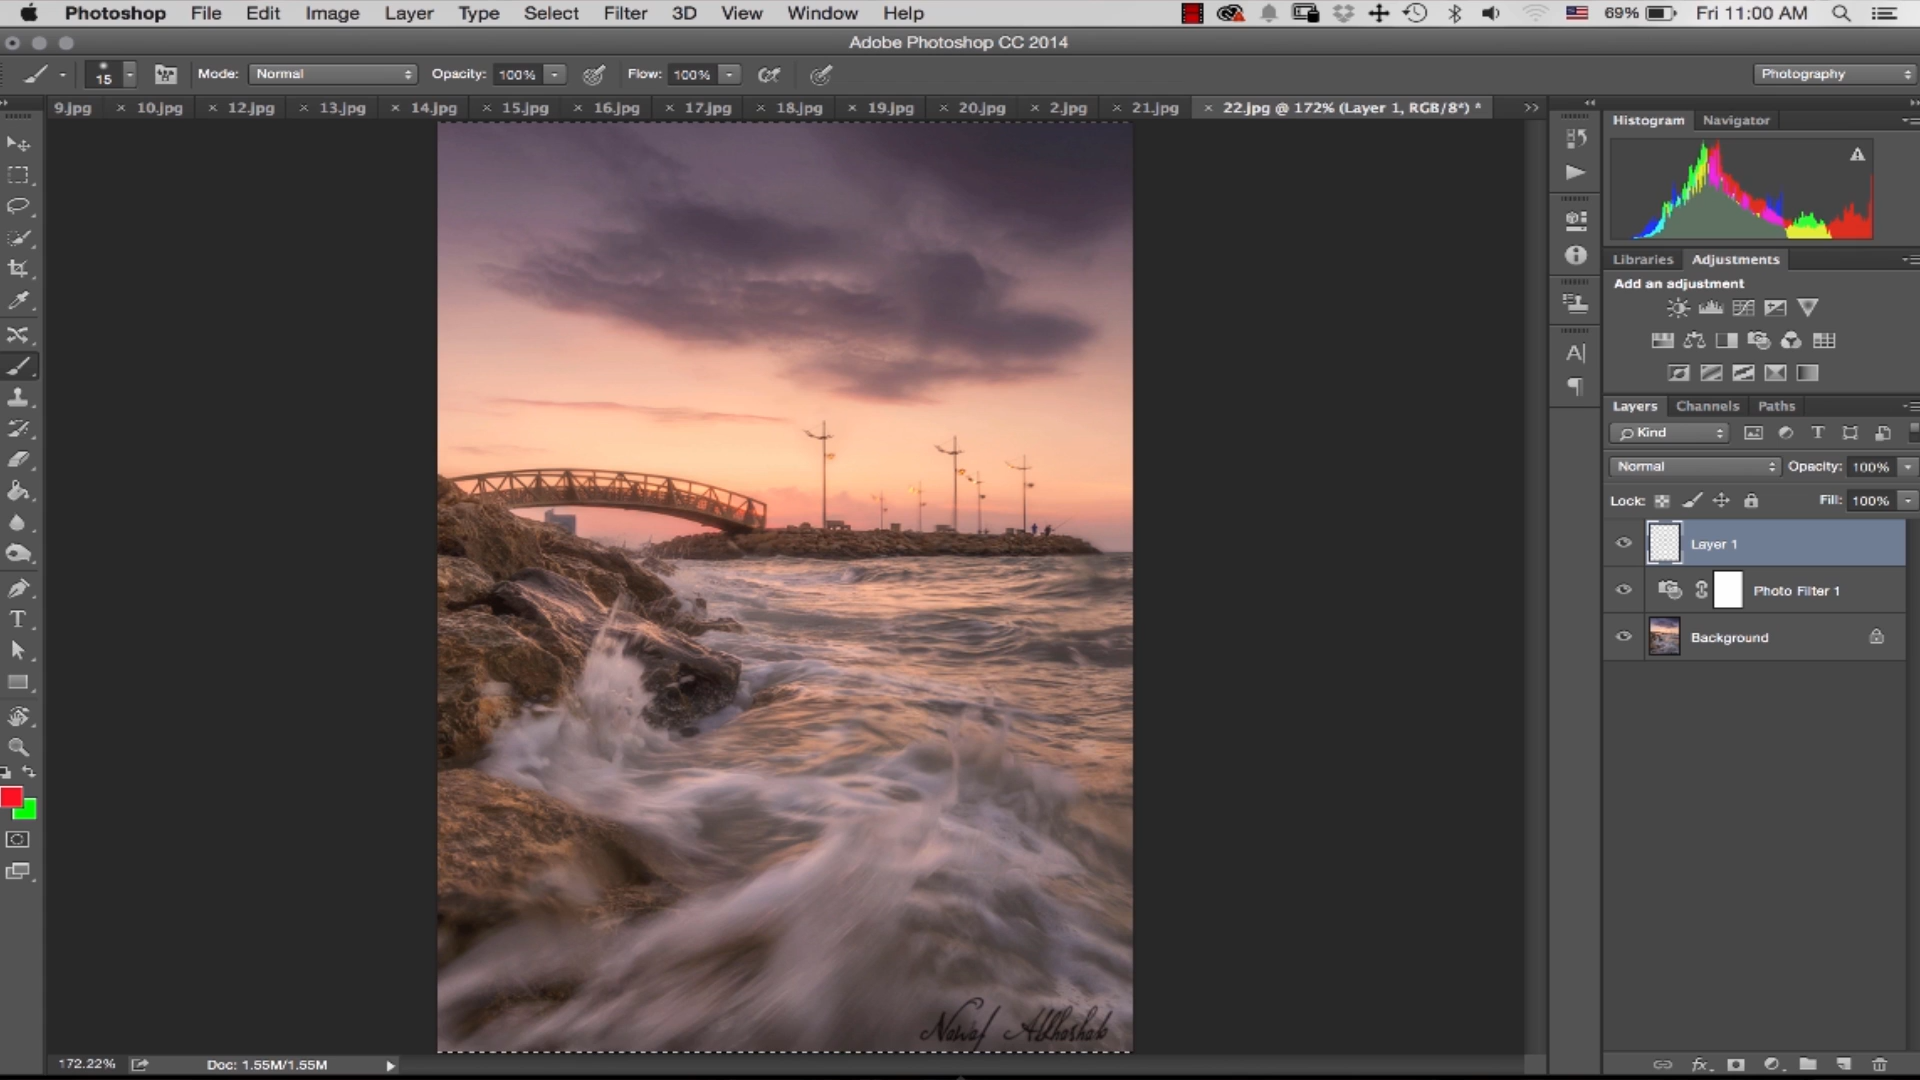 Photoshop File Edit Image Layer Type Select Filter 3D View Window Help 69% Fri 11:00 AM
Adobe Photoshop CC 2014
15 Mode: Normal Opacity: 100% Flow: 100% Photography
9.jpg × 10.jpg × 12.jpg × 13.jpg × 14.jpg × 15.jpg × 16.jpg × 17.jpg × 18.jpg × 19.jpg × 20.jpg × 2.jpg × 21.jpg × 22.jpg @ 172% (Layer 1, RGB/8*) *
Histogram Navigator
Libraries Adjustments
Add an adjustment
Layers Channels Paths
Kind
Normal Opacity: 100%
Lock: Fill: 100%
Layer 1
Photo Filter 1
Background
Nawaf Alkhashab
172.22% Doc: 1.55M/1.55M